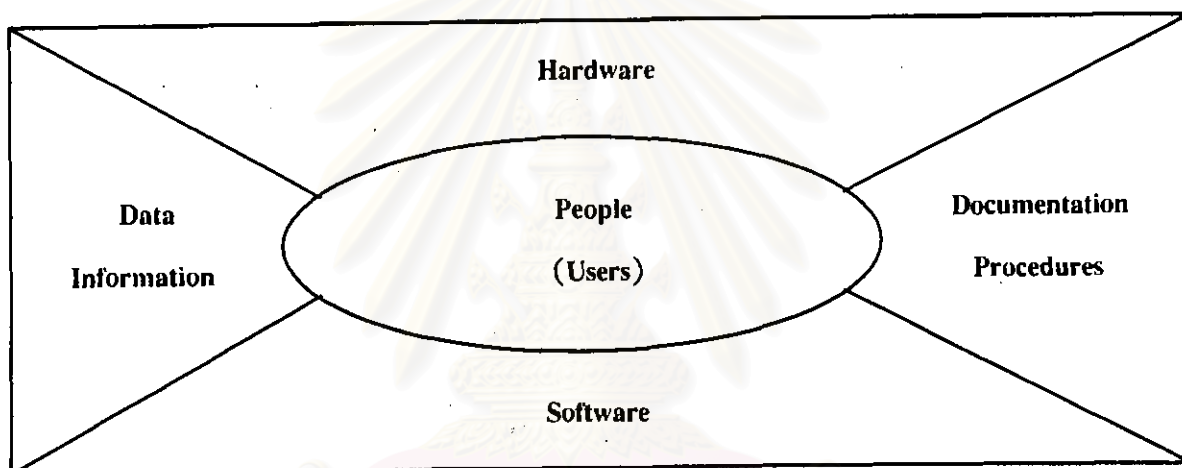 Hardware
Data
Information
People
(Users)
Documentation
Procedures
Software